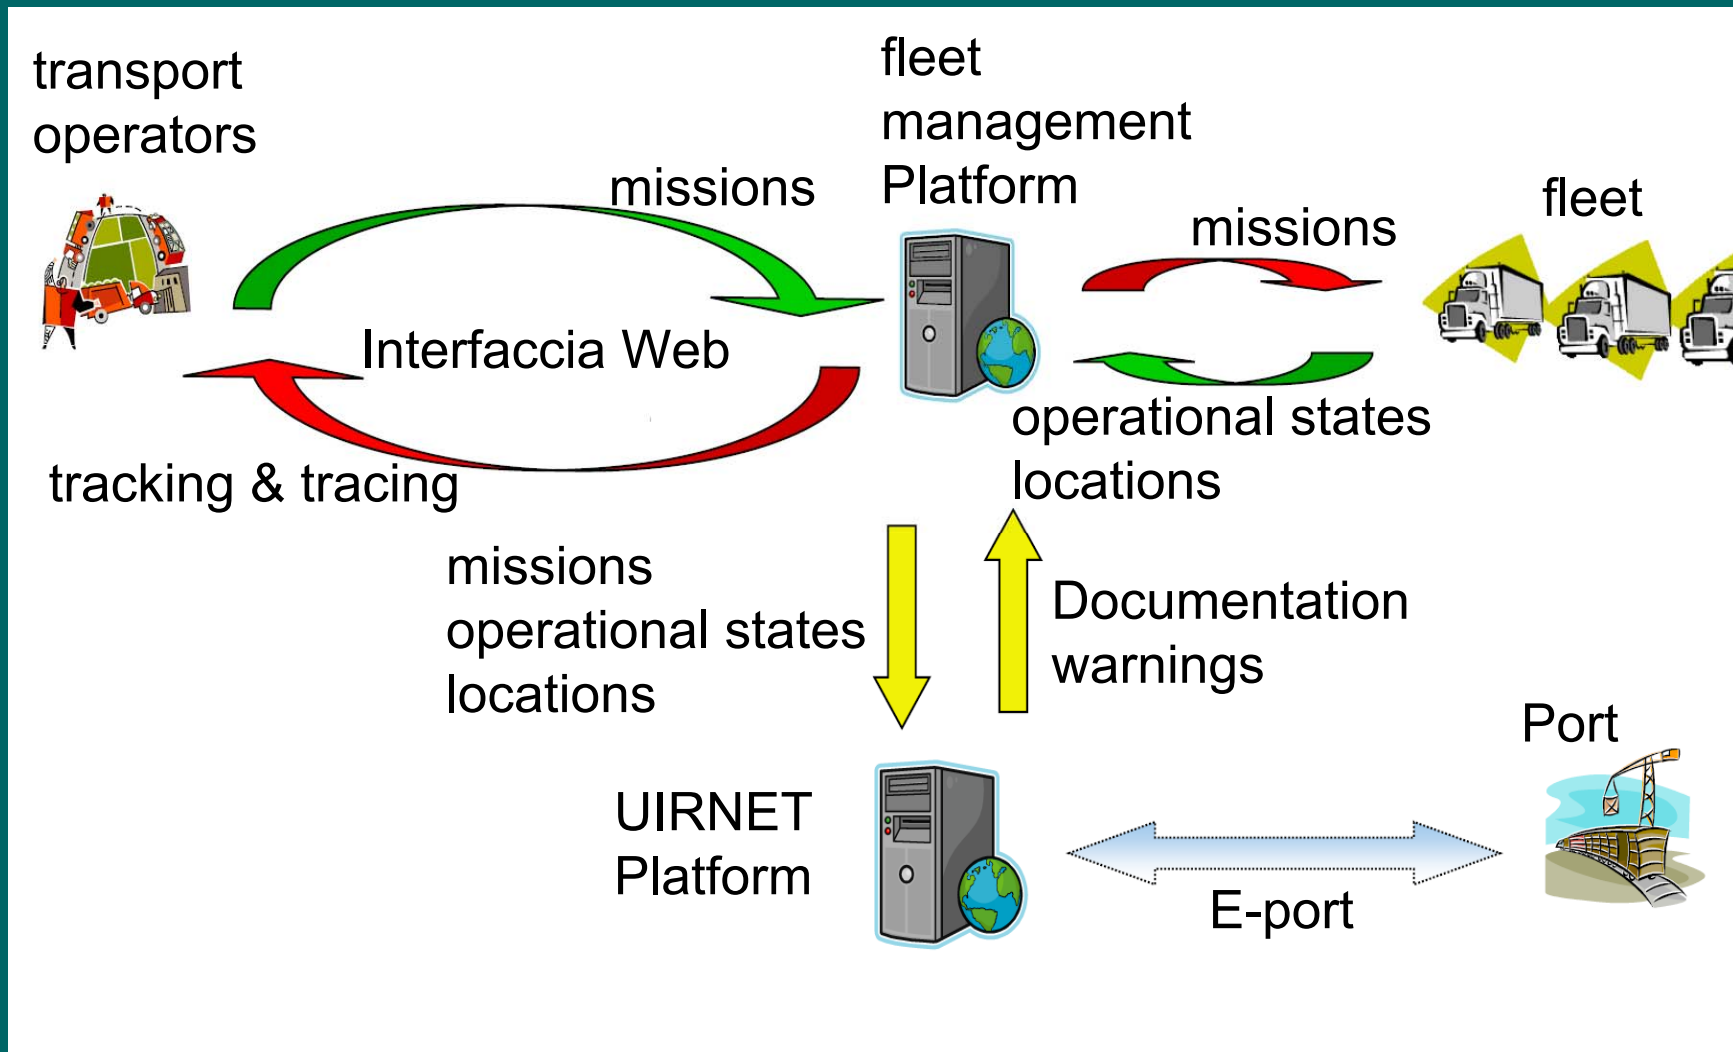 transport
operators
fleet
management
Platform
missions
missions
fleet
Interfaccia Web
operational states
locations
tracking & tracing
missions
operational states
locations
Documentation
warnings
Port
UIRNET
Platform
E-port